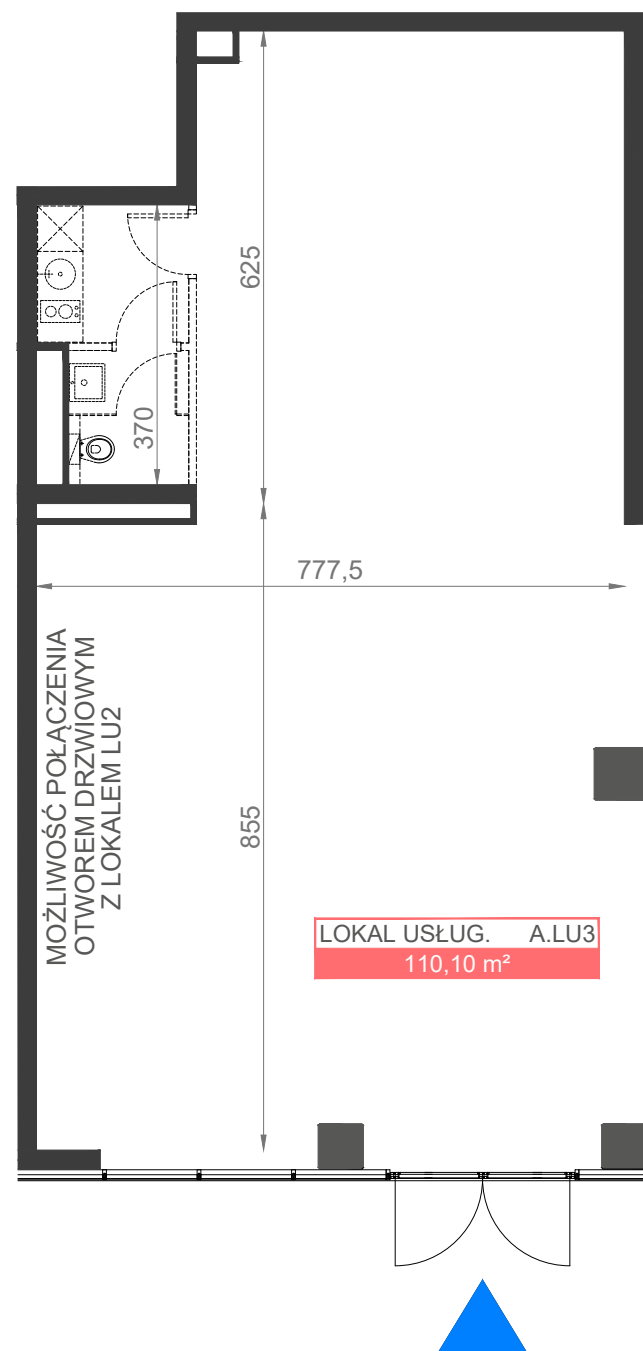 625
370
777,5
MOŻLIWOŚĆ POŁĄCZENIA
OTWOREM DRZWIOWYM
Z LOKALEM LU2
855
LOKAL USŁUG. A.LU3
110,10 m²